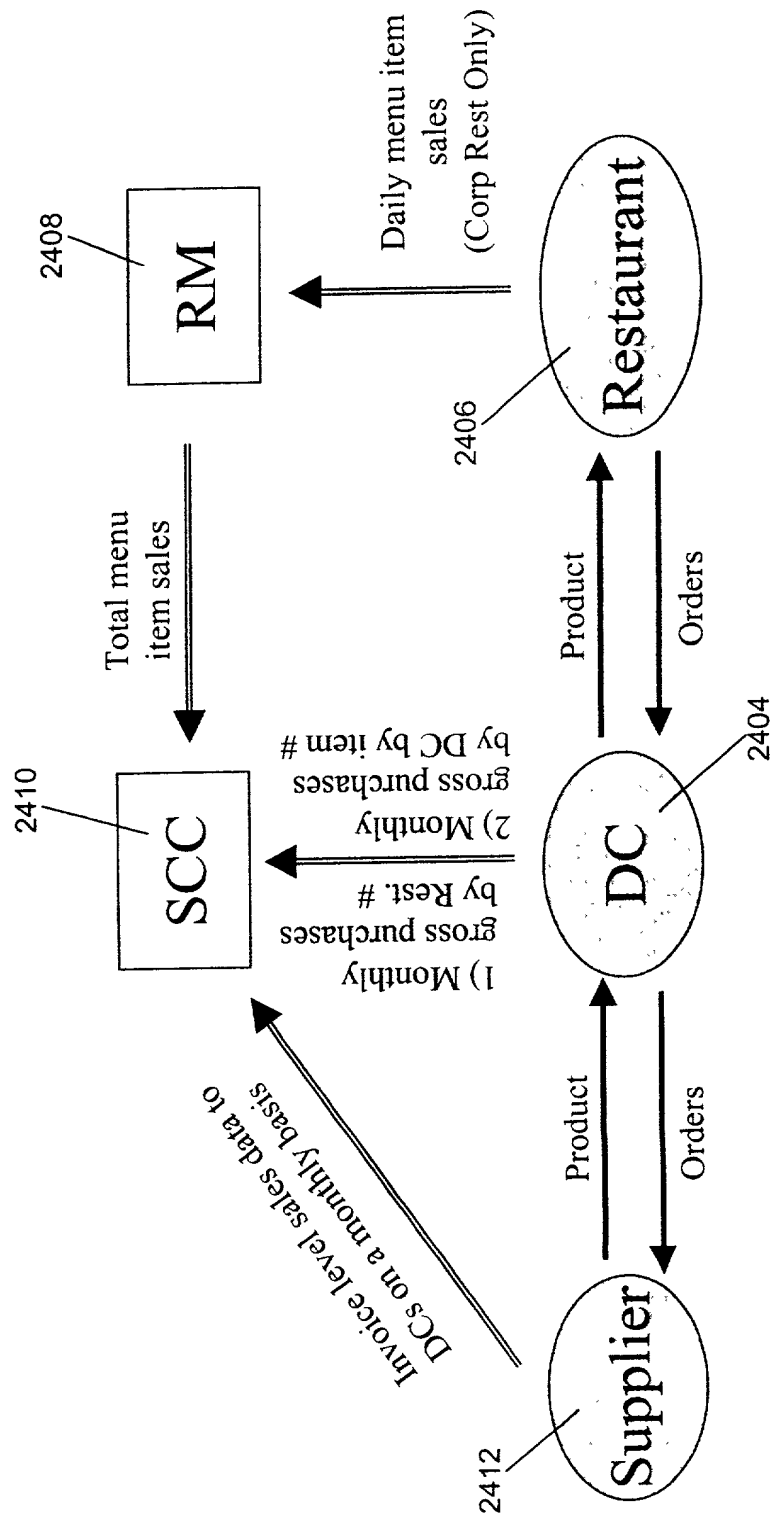 2410
SCC
Total menu
item sales
2408
RM
Invoice level sales data to
DCs on a monthly basis
1) Monthly
gross purchases
by Rest. #
2) Monthly
gross purchases
by DC by item #
Daily menu item
sales
(Corp Rest Only)
2412
Supplier
Product
Orders
DC
2404
Product
Orders
2406
Restaurant